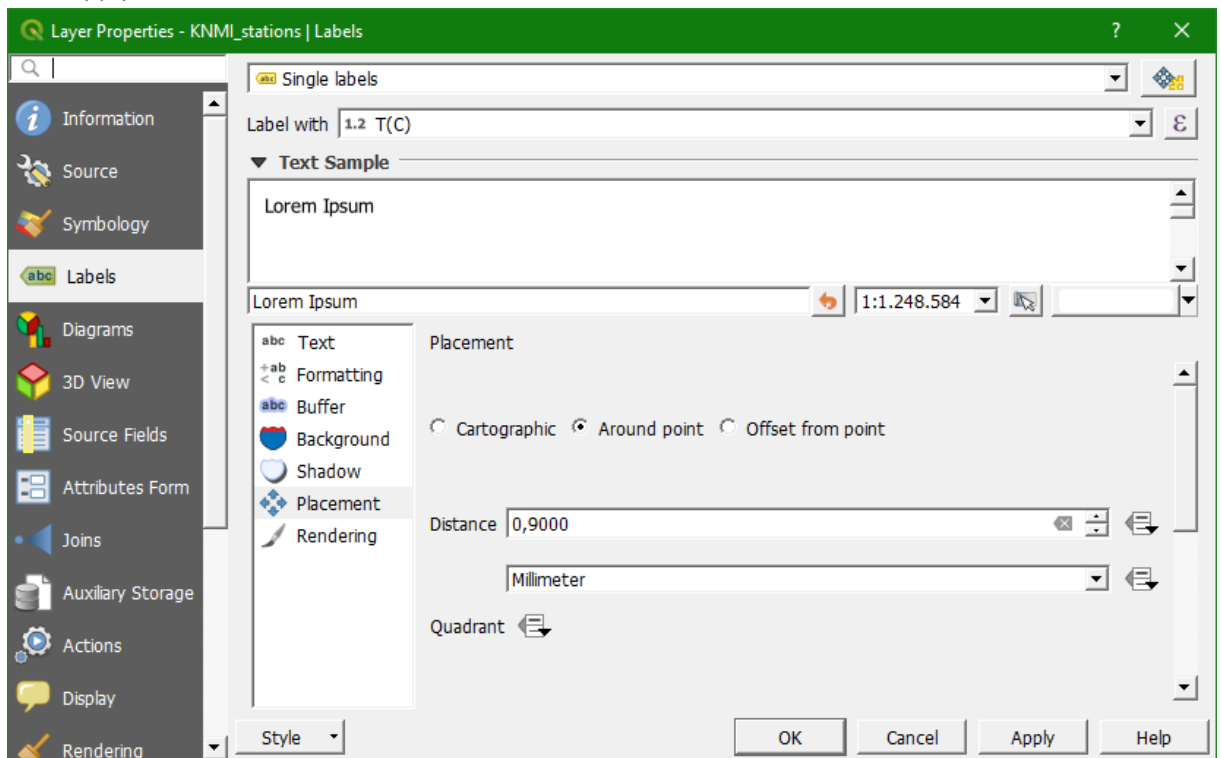 Layer Properties - KNMI_stations | Labels ? ×
Single labels
Information
Label with 1.2 T(C) ε
Text Sample
Source
Lorem Ipsum
Symbology
abc Labels
Lorem Ipsum 1:1.248.584
Diagrams
abc Text
Placement
+ab < c Formatting
3D View
abc Buffer
Cartographic Around point Offset from point
Source Fields
Background
Shadow
Attributes Form
Placement
Distance 0,9000
Joins
Rendering
Millimeter
Auxiliary Storage
Quadrant
Actions
Display
Style OK Cancel Apply Help
Rendering